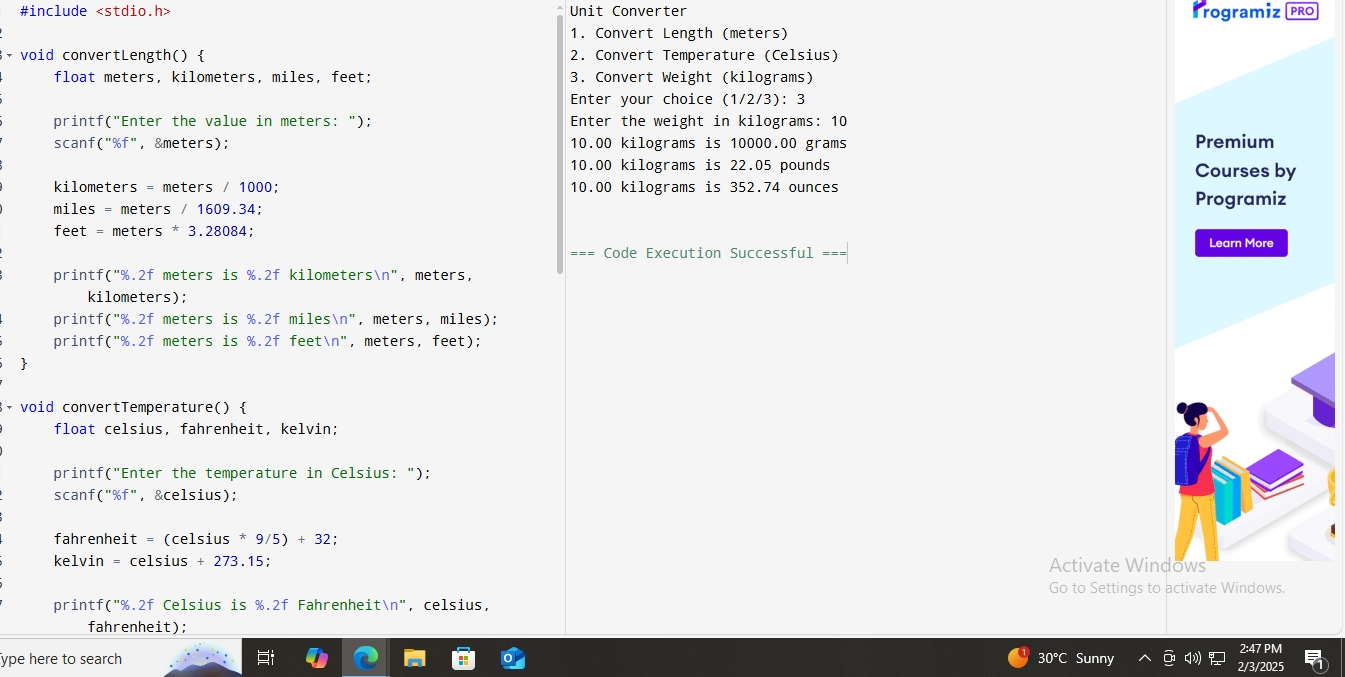 #include <stdio.h>
void convertLength() {
float meters, kilometers, miles, feet;
printf("Enter the value in meters: ");
scanf("%f", &meters);
kilometers = meters / 1000;
miles = meters / 1609.34;
feet = meters * 3.28084;
printf("%.2f meters is %.2f kilometers\n", meters,
kilometers);
printf("%.2f meters is %.2f miles\n", meters, miles);
printf("%.2f meters is %.2f feet\n", meters, feet);
}
void convertTemperature() {
float celsius, fahrenheit, kelvin;
printf("Enter the temperature in Celsius: ");
scanf("%f", &celsius);
fahrenheit = (celsius * 9/5) + 32;
kelvin = celsius + 273.15;
printf("%.2f Celsius is %.2f Fahrenheit\n", celsius,
fahrenheit);
Unit Converter
1. Convert Length (meters)
2. Convert Temperature (Celsius)
3. Convert Weight (kilograms)
Enter your choice (1/2/3): 3
Enter the weight in kilograms: 10
10.00 kilograms is 10000.00 grams
10.00 kilograms is 22.05 pounds
10.00 kilograms is 352.74 ounces
=== Code Execution Successful ===
Programiz PRO
Premium
Courses by
Programiz
Learn More
Activate Windows
Go to Settings to activate Windows.
Type here to search
1
30°C Sunny
2:47 PM
2/3/2025
1